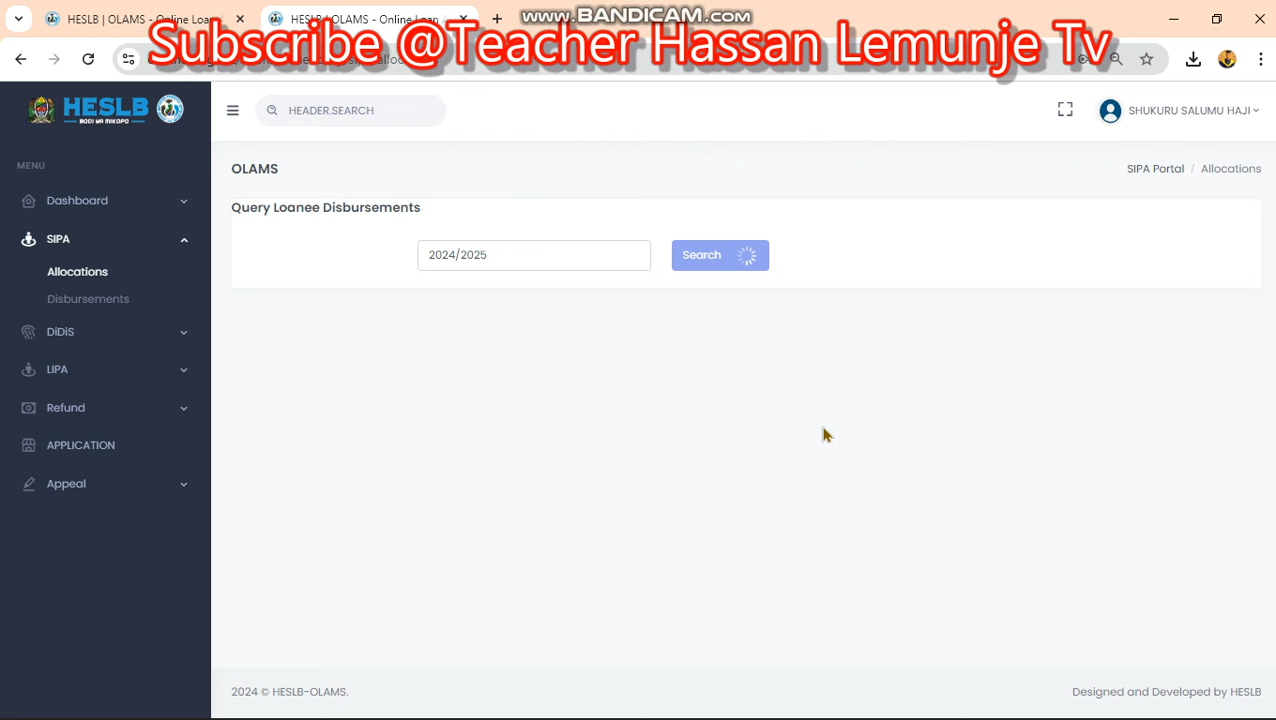 HESLB | OLAMS - Online Loan
HESLB | OLAMS - Online Loan
www.BANDICAM.com
Subscribe @Teacher Hassan Lemunje Tv
HESLB
BODI YA MIKOPO
HEADER.SEARCH
SHUKURU SALUMU HAJI
MENU
OLAMS
SIPA Portal / Allocations
Dashboard
Query Loanee Disbursements
SIPA
2024/2025
Search
Allocations
Disbursements
DiDiS
LIPA
Refund
APPLICATION
Appeal
2024 © HESLB-OLAMS.
Designed and Developed by HESLB